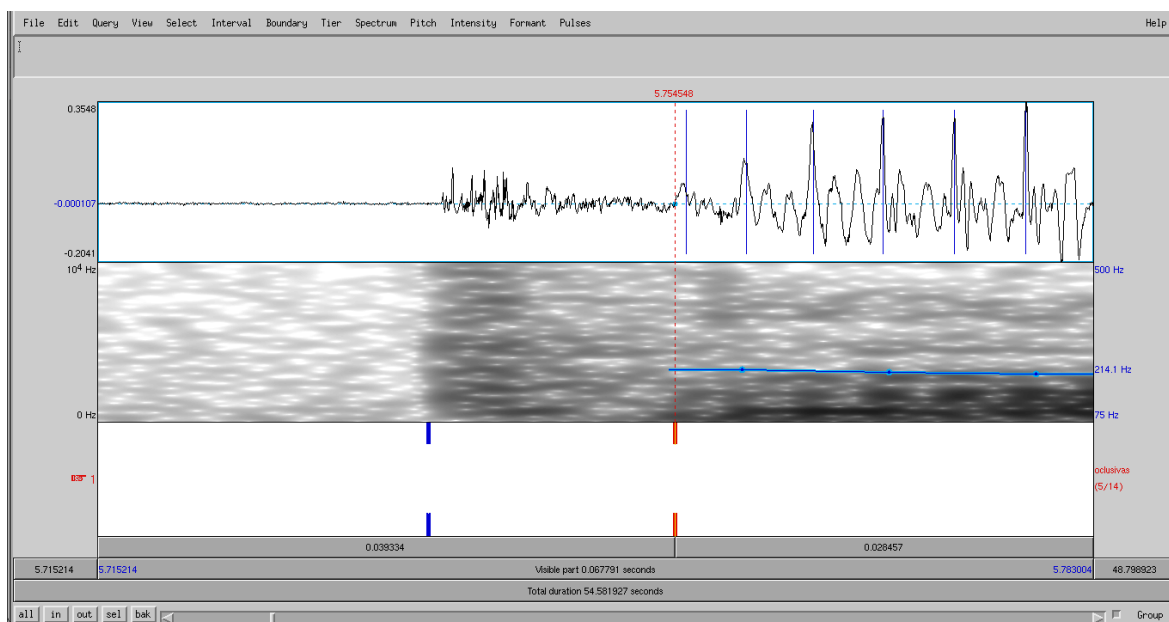 File Edit Query View Select Interval Boundary Tier Spectrum Pitch Intensity Formant Pulses Help
5.754548
0.3548
-0.000107
-0.2041
10⁴ Hz 500 Hz
214.1 Hz
0 Hz 75 Hz
1 oclusivas
(5/14)
0.039334 0.028457
5.715214 5.715214 Visible part 0.067791 seconds 5.783004 48.798923
Total duration 54.581927 seconds
all in out sel bak Group